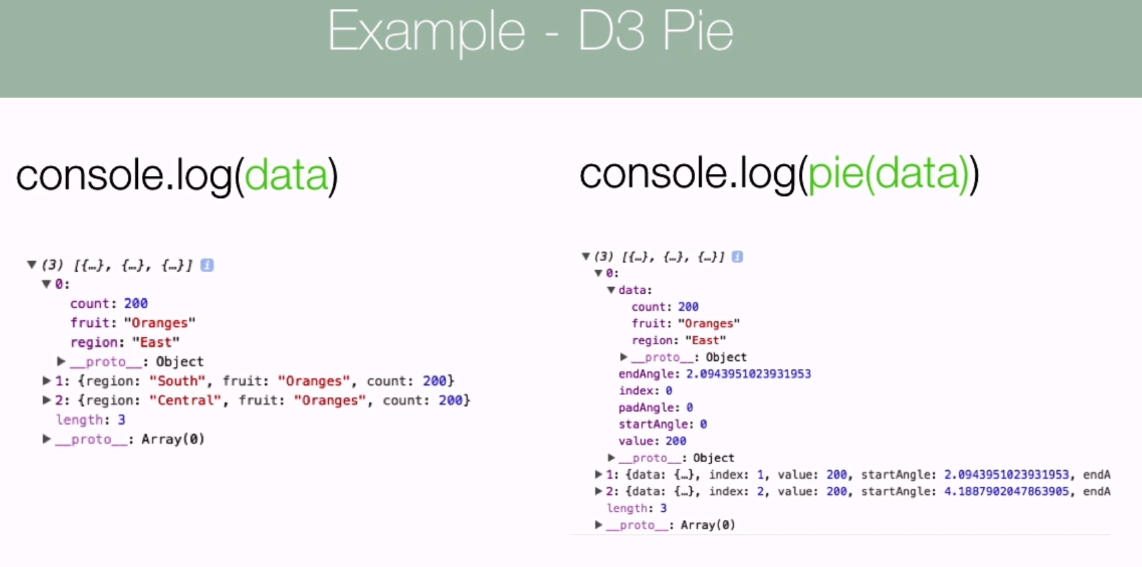 Example - D3 Pie
console.log(data)
▼ (3) [{…}, {…}, {…}] i
▼ 0:
count: 200
fruit: "Oranges"
region: "East"
▶ __proto__: Object
▶ 1: {region: "South", fruit: "Oranges", count: 200}
▶ 2: {region: "Central", fruit: "Oranges", count: 200}
length: 3
▶ __proto__: Array(0)
console.log(pie(data))
▼ (3) [{…}, {…}, {…}] i
▼ 0:
▼ data:
count: 200
fruit: "Oranges"
region: "East"
▶ __proto__: Object
endAngle: 2.0943951023931953
index: 0
padAngle: 0
startAngle: 0
value: 200
▶ __proto__: Object
▶ 1: {data: {…}, index: 1, value: 200, startAngle: 2.0943951023931953, endA
▶ 2: {data: {…}, index: 2, value: 200, startAngle: 4.1887902047863905, endA
length: 3
▶ __proto__: Array(0)